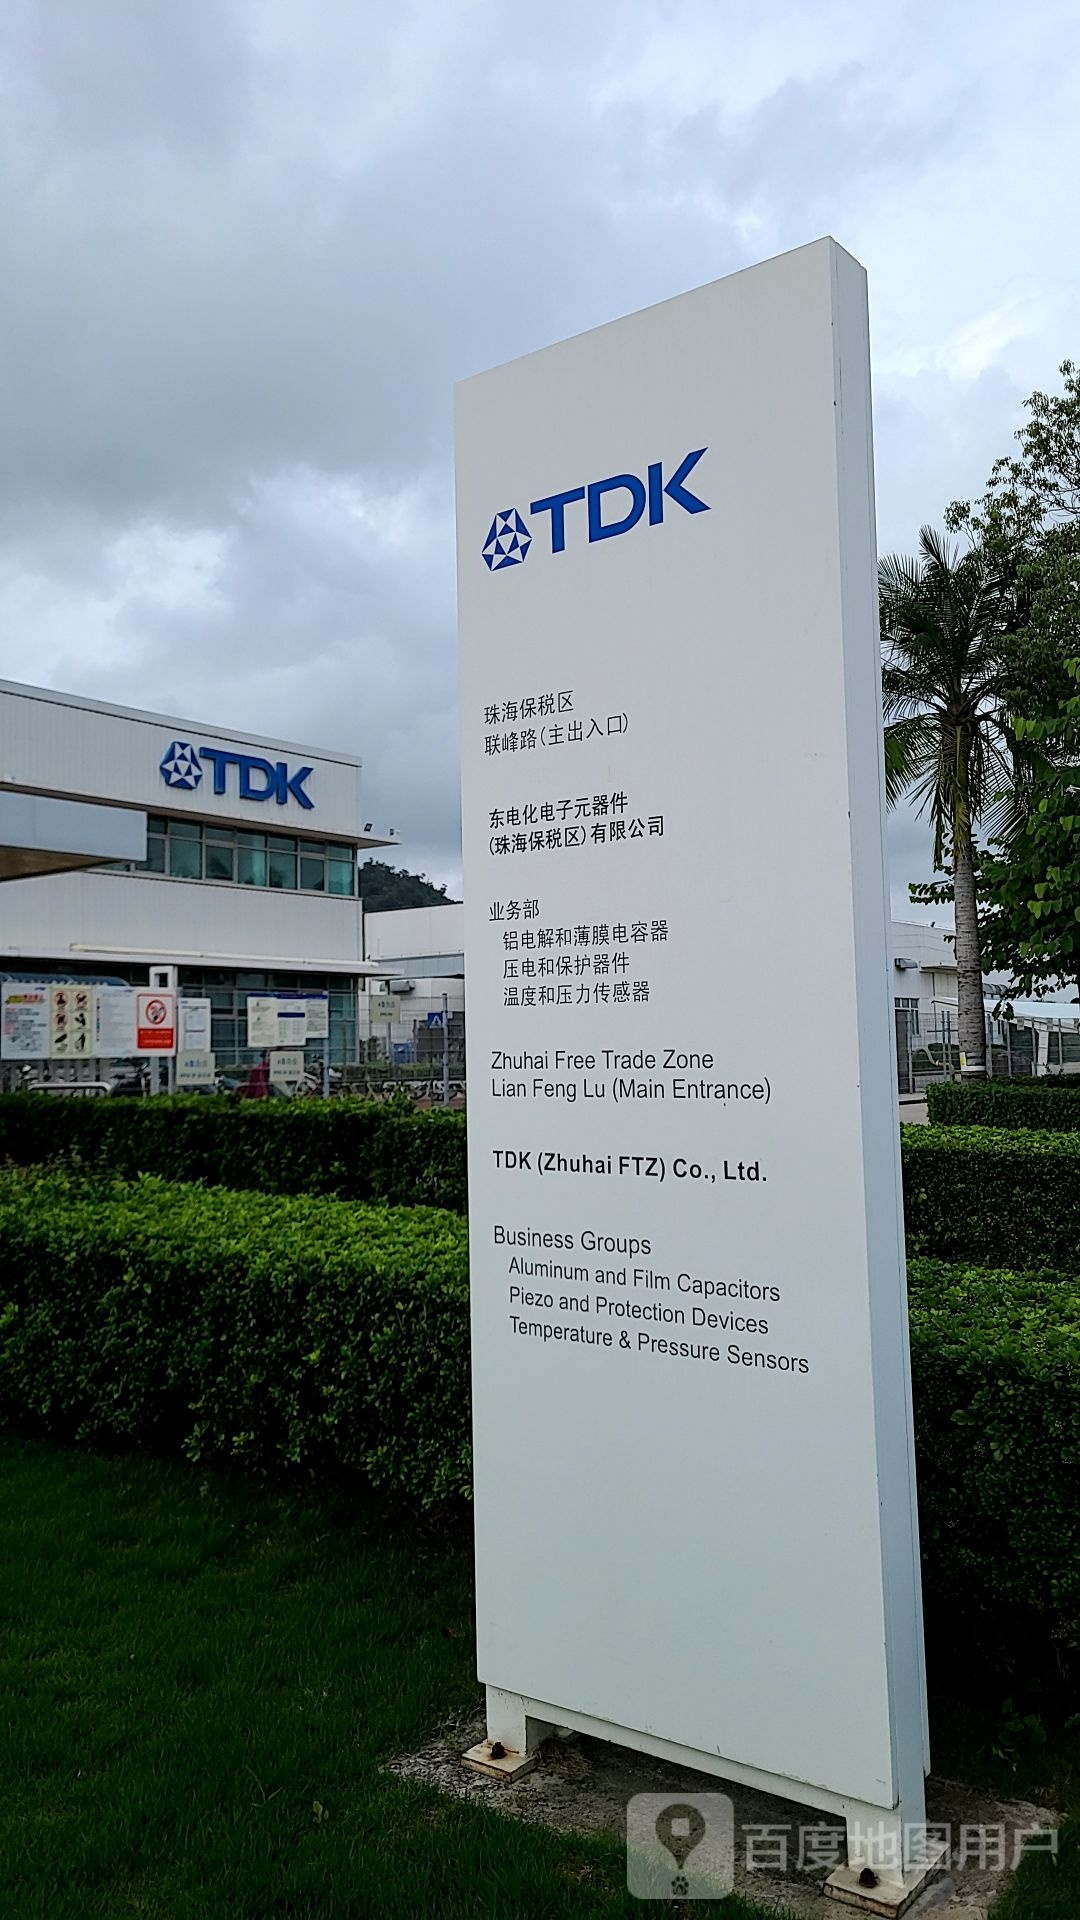 TDK
珠海保税区
联峰路(主出入口)
东电化电子元器件
(珠海保税区)有限公司
业务部
铝电解和薄膜电容器
压电和保护器件
温度和压力传感器
Zhuhai Free Trade Zone
Lian Feng Lu (Main Entrance)
TDK (Zhuhai FTZ) Co., Ltd.
Business Groups
Aluminum and Film Capacitors
Piezo and Protection Devices
Temperature & Pressure Sensors
TDK
百度地图用户